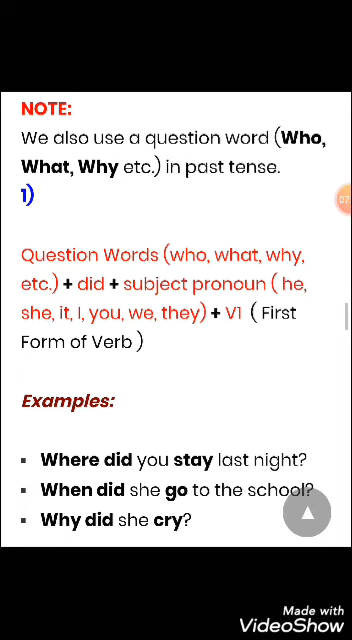 NOTE:
We also use a question word (Who,
What, Why etc.) in past tense.
1)
07
Question Words (who, what, why,
etc.) + did + subject pronoun ( he,
she, it, I, you, we, they) + V1 ( First
Form of Verb )
Examples:
▪ Where did you stay last night?
▪ When did she go to the school?
▪ Why did she cry?
Made with
VideoShow